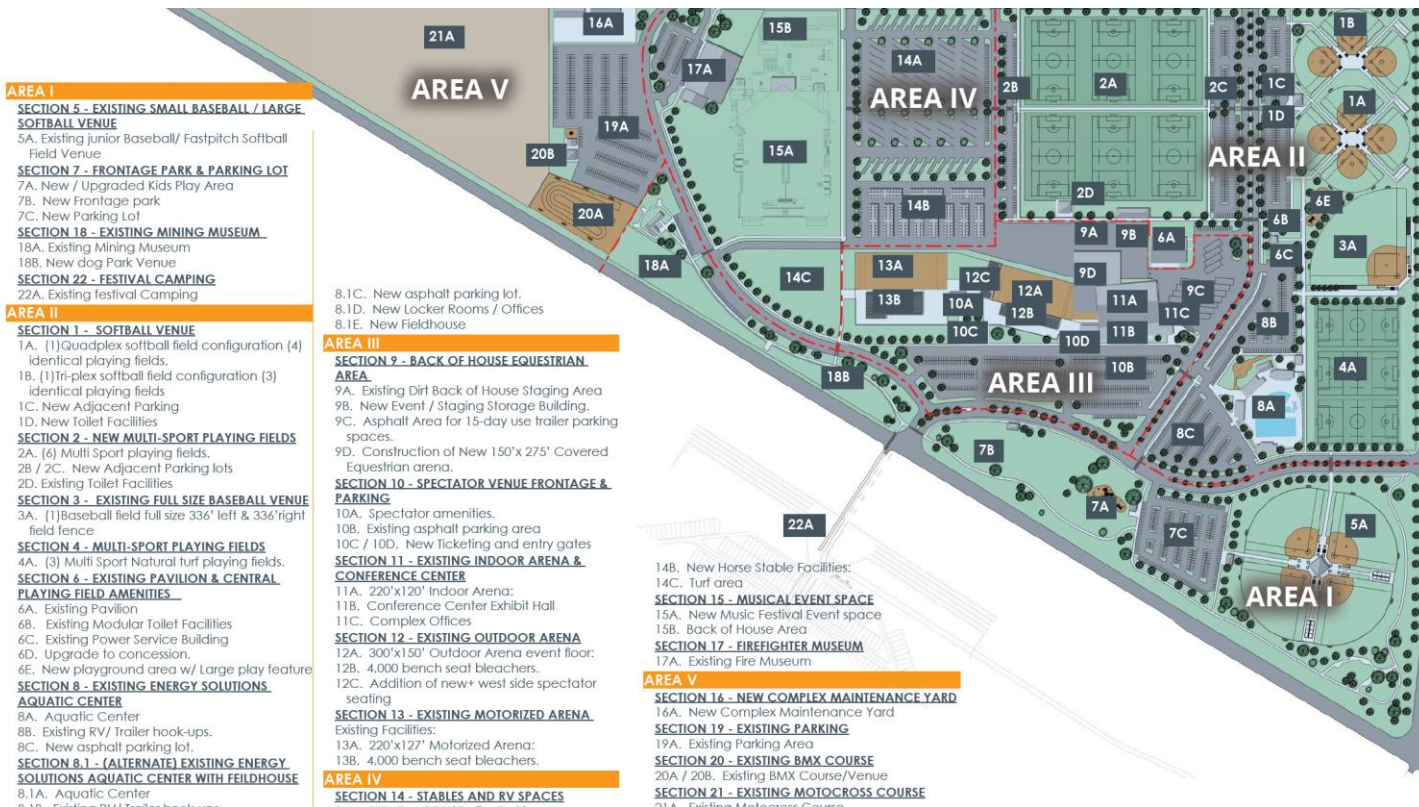 AREA I
SECTION 5 - EXISTING SMALL BASEBALL / LARGE
SOFTBALL VENUE
5A. Existing junior Baseball/ Fastpitch Softball
Field Venue
SECTION 7 - FRONTAGE PARK & PARKING LOT
7A. New / Upgraded Kids Play Area
7B. New Frontage park
7C. New Parking Lot
SECTION 18 - EXISTING MINING MUSEUM
18A. Existing Mining Museum
18B. New dog Park Venue
SECTION 22 - FESTIVAL CAMPING
22A. Existing festival Camping
AREA II
SECTION 1 - SOFTBALL VENUE
1A. (1)Quadplex softball field configuration (4)
identical playing fields.
1B. (1)Tri-plex softball field configuration (3)
identical playing fields
1C. New Adjacent Parking
1D. New Toilet Facilities
SECTION 2 - NEW MULTI-SPORT PLAYING FIELDS
2A. (6) Multi Sport playing fields.
2B / 2C. New Adjacent Parking lots
2D. Existing Toilet Facilities
SECTION 3 - EXISTING FULL SIZE BASEBALL VENUE
3A. (1)Baseball field full size 336' left & 336'right
field fence
SECTION 4 - MULTI-SPORT PLAYING FIELDS
4A. (3) Multi Sport Natural turf playing fields.
SECTION 6 - EXISTING PAVILION & CENTRAL
PLAYING FIELD AMENITIES
6A. Existing Pavilion
6B. Existing Modular Toilet Facilities
6C. Existing Power Service Building
6D. Upgrade to concession.
6E. New playground area w/ Large play feature
SECTION 8 - EXISTING ENERGY SOLUTIONS
AQUATIC CENTER
8A. Aquatic Center
8B. Existing RV/ Trailer hook-ups.
8C. New asphalt parking lot.
SECTION 8.1 - (ALTERNATE) EXISTING ENERGY
SOLUTIONS AQUATIC CENTER WITH FEILDHOUSE
8.1A. Aquatic Center
8.1B. Existing RV/ Trailer hook-ups
8.1C. New asphalt parking lot.
8.1D. New Locker Rooms / Offices
8.1E. New Fieldhouse
AREA III
SECTION 9 - BACK OF HOUSE EQUESTRIAN
AREA
9A. Existing Dirt Back of House Staging Area
9B. New Event / Staging Storage Building.
9C. Asphalt Area for 15-day use trailer parking
spaces.
9D. Construction of New 150'x 275' Covered
Equestrian arena.
SECTION 10 - SPECTATOR VENUE FRONTAGE &
PARKING
10A. Spectator amenities.
10B. Existing asphalt parking area
10C / 10D. New Ticketing and entry gates
SECTION 11 - EXISTING INDOOR ARENA &
CONFERENCE CENTER
11A. 220'x120' Indoor Arena:
11B. Conference Center Exhibit Hall
11C. Complex Offices
SECTION 12 - EXISTING OUTDOOR ARENA
12A. 300'x150' Outdoor Arena event floor:
12B. 4,000 bench seat bleachers.
12C. Addition of new+ west side spectator
seating
SECTION 13 - EXISTING MOTORIZED ARENA
Existing Facilities:
13A. 220'x127' Motorized Arena:
13B. 4,000 bench seat bleachers.
AREA IV
SECTION 14 - STABLES AND RV SPACES
14B. New Horse Stable Facilities:
14C. Turf area
SECTION 15 - MUSICAL EVENT SPACE
15A. New Music Festival Event space
15B. Back of House Area
SECTION 17 - FIREFIGHTER MUSEUM
17A. Existing Fire Museum
AREA V
SECTION 16 - NEW COMPLEX MAINTENANCE YARD
16A. New Complex Maintenance Yard
SECTION 19 - EXISTING PARKING
19A. Existing Parking Area
SECTION 20 - EXISTING BMX COURSE
20A / 20B. Existing BMX Course/Venue
SECTION 21 - EXISTING MOTOCROSS COURSE
21A. Existing Motocross Course
21A
16A
15B
1B
17A
14A
2B
2A
2C
1C
AREA V
AREA IV
1A
1D
19A
20B
15A
AREA II
20A
14B
2D
6E
6B
9A
9B
6A
3A
6C
18A
14C
13A
12C
9D
9C
12A
13B
10A
11A
12B
11C
10C
11B
10D
8B
18B
AREA III
10B
4A
8A
8C
7B
7A
22A
7C
5A
AREA I